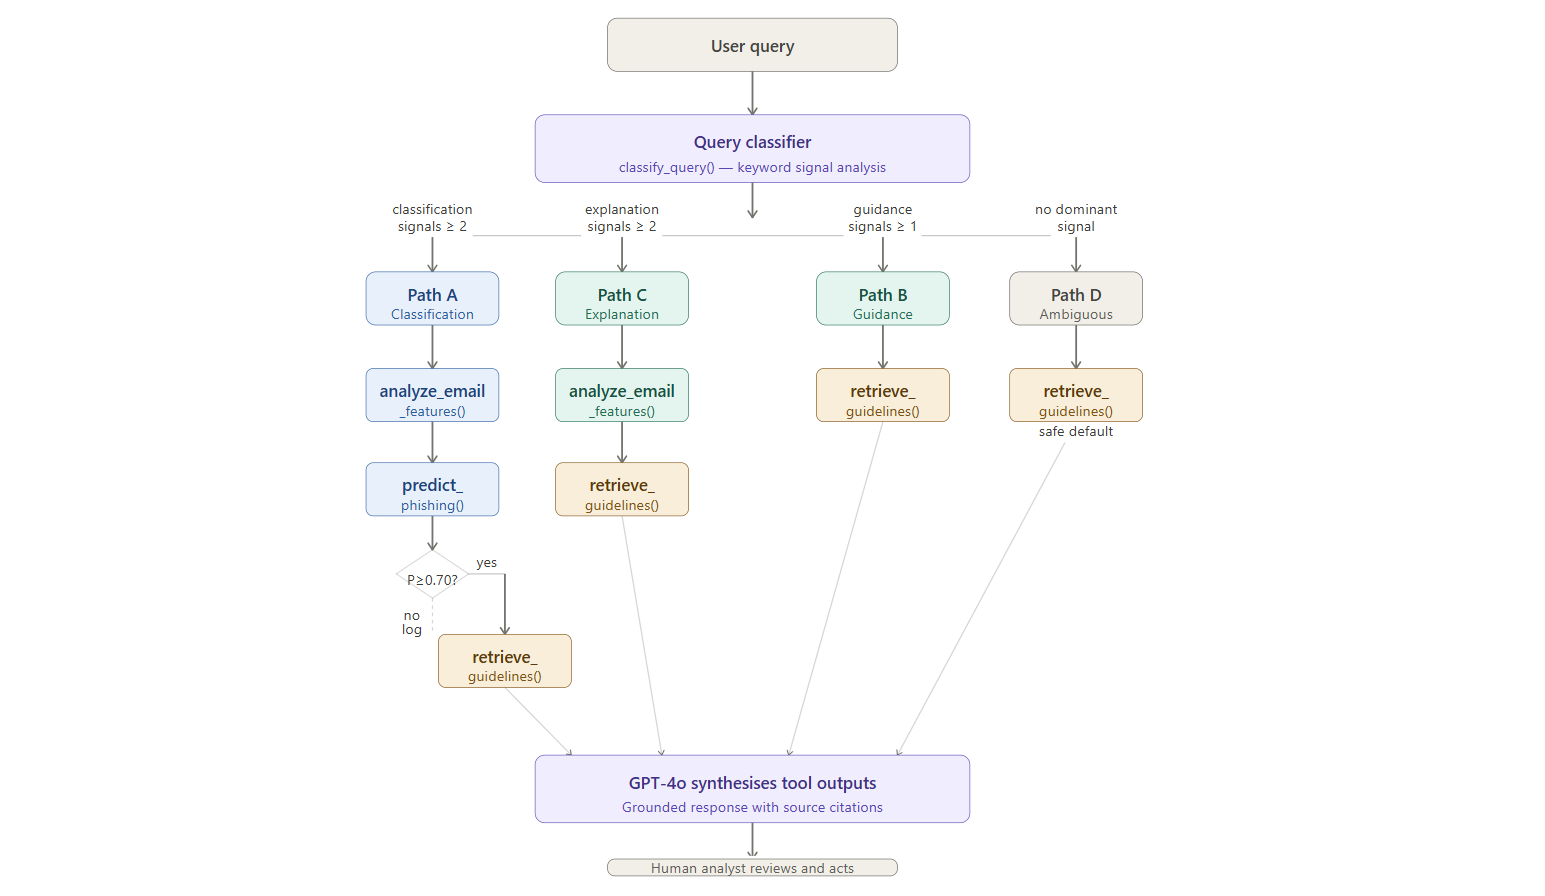 User query
Query classifier
classify_query() — keyword signal analysis
classification
signals ≥ 2
explanation
signals ≥ 2
guidance
signals ≥ 1
no dominant
signal
Path A
Classification
Path C
Explanation
Path B
Guidance
Path D
Ambiguous
analyze_email
_features()
analyze_email
_features()
retrieve_
guidelines()
retrieve_
guidelines()
safe default
predict_
phishing()
retrieve_
guidelines()
P≥0.70?
yes
no
log
retrieve_
guidelines()
GPT-4o synthesises tool outputs
Grounded response with source citations
Human analyst reviews and acts